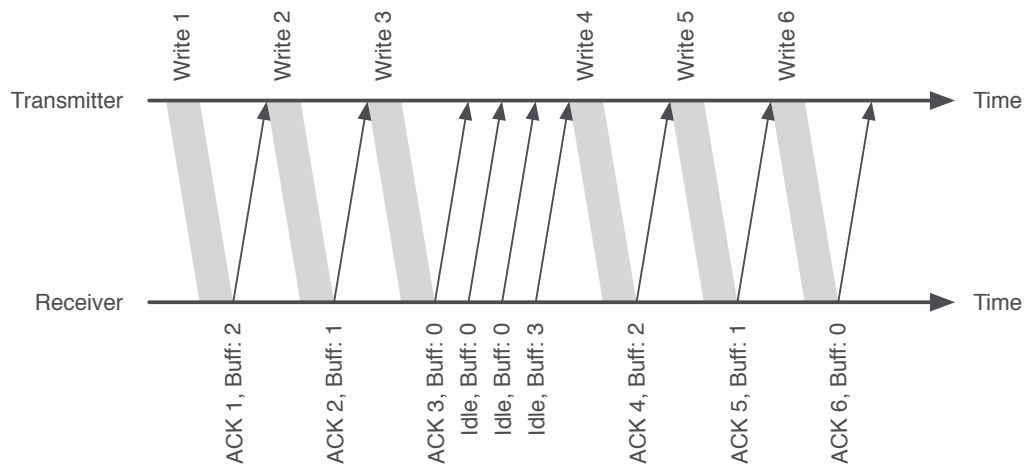 Write 1
Write 2
Write 3
Write 4
Write 5
Write 6
Transmitter
Time
Receiver
Time
ACK 1, Buff: 2
ACK 2, Buff: 1
ACK 3, Buff: 0
Idle, Buff: 0
Idle, Buff: 0
Idle, Buff: 3
ACK 4, Buff: 2
ACK 5, Buff: 1
ACK 6, Buff: 0